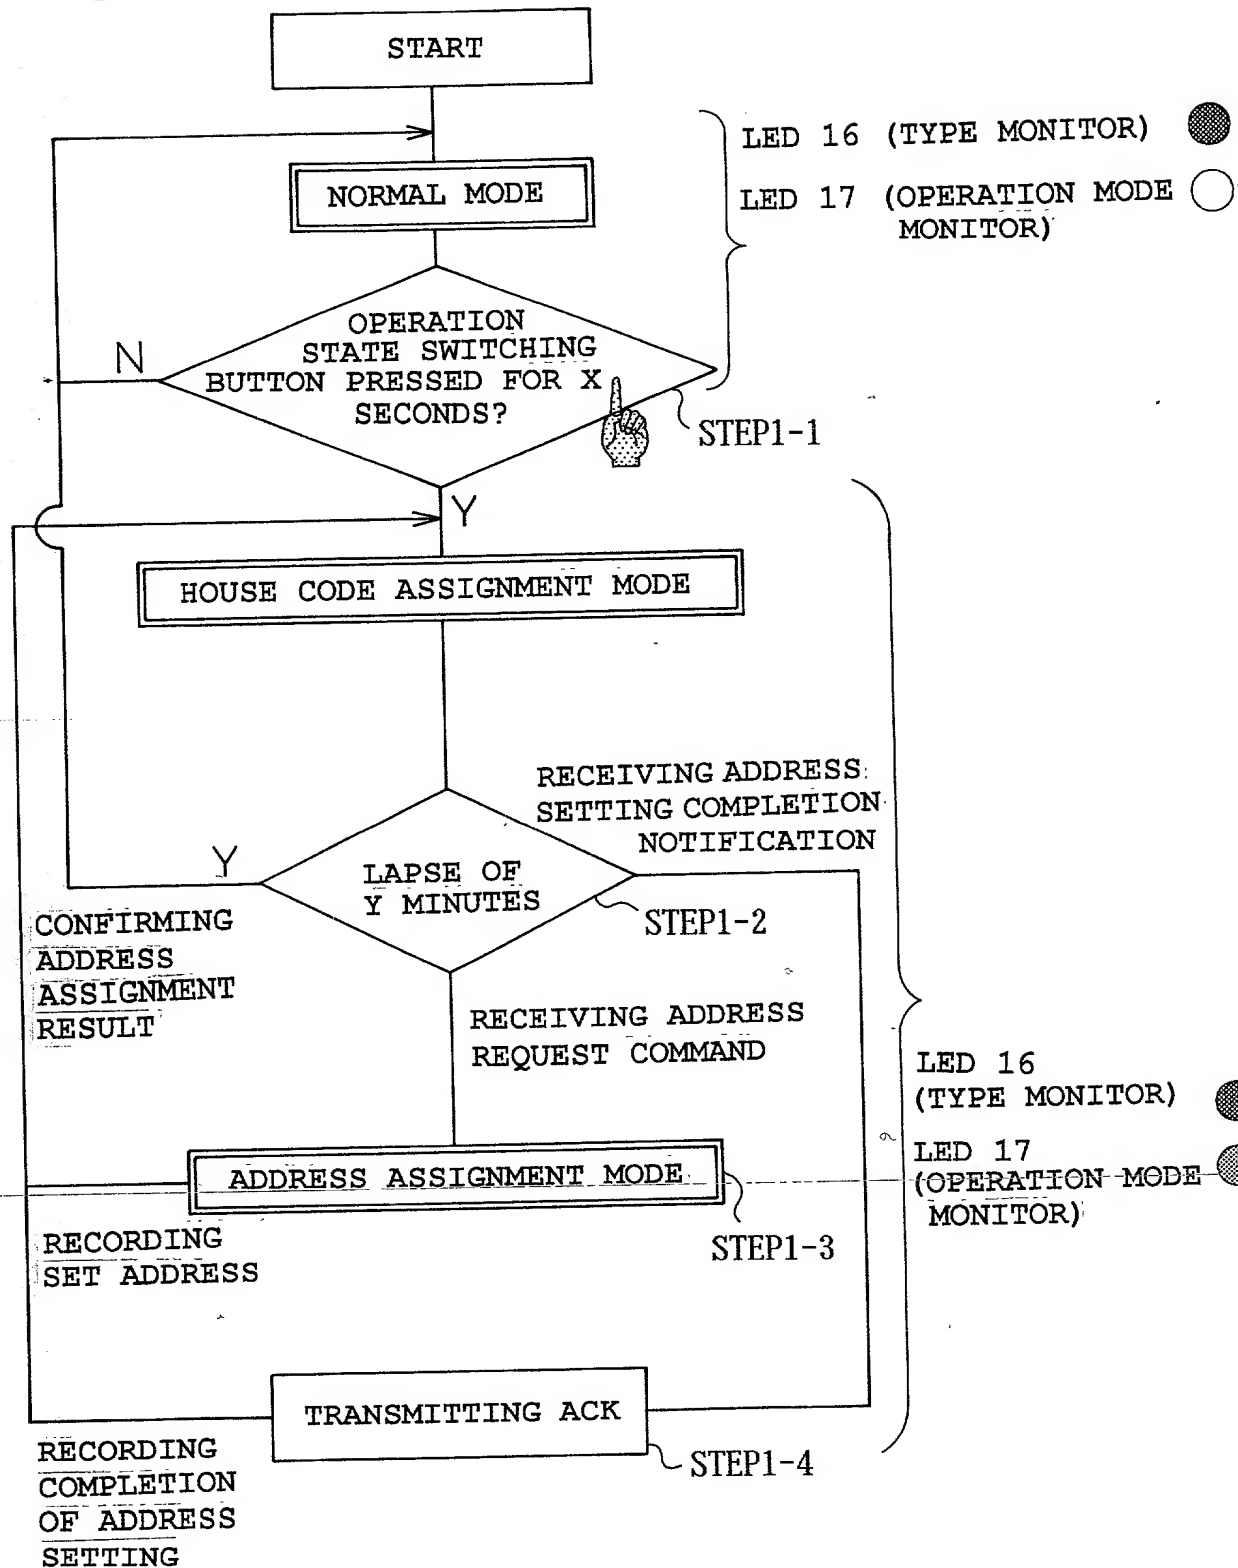 START
LED 16 (TYPE MONITOR)
NORMAL MODE
LED 17 (OPERATION MODE
MONITOR)
OPERATION
STATE SWITCHING
BUTTON PRESSED FOR X
SECONDS?
N
STEP1-1
Y
HOUSE CODE ASSIGNMENT MODE
RECEIVING ADDRESS
SETTING COMPLETION
NOTIFICATION
Y
LAPSE OF
Y MINUTES
STEP1-2
CONFIRMING
ADDRESS
ASSIGNMENT
RESULT
RECEIVING ADDRESS
REQUEST COMMAND
LED 16
(TYPE MONITOR)
LED 17
(OPERATION MODE
MONITOR)
ADDRESS ASSIGNMENT MODE
STEP1-3
RECORDING
SET ADDRESS
TRANSMITTING ACK
STEP1-4
RECORDING
COMPLETION
OF ADDRESS
SETTING